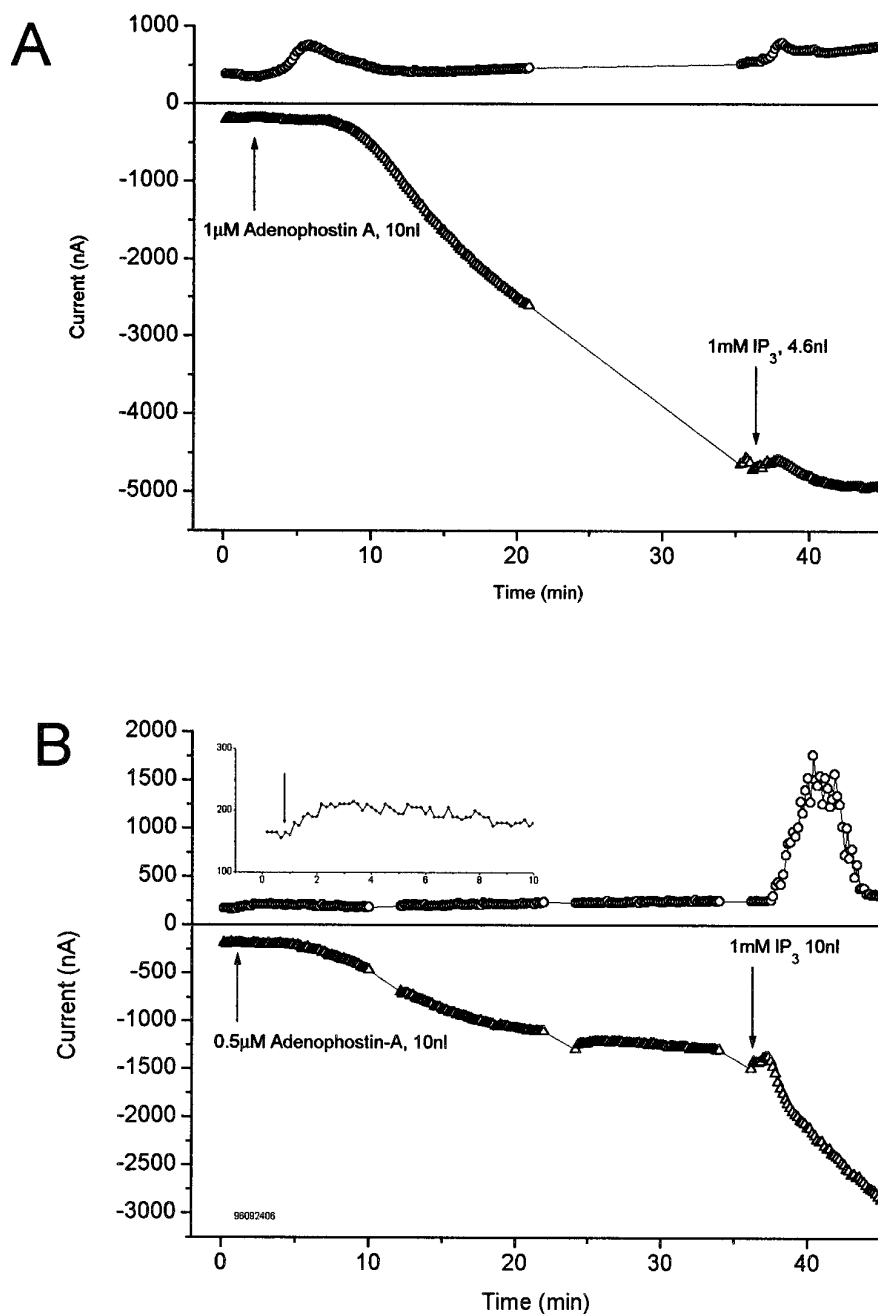 A
1000
500
0
-1000
-2000
-3000
-4000
-5000
Current (nA)
1µM Adenophostin A, 10nl
1mM IP3, 4.6nl
0 10 20 30 40
Time (min)
B
2000
1500
1000
500
0
-500
-1000
-1500
-2000
-2500
-3000
Current (nA)
300
200
100
0 2 4 6 8 10
0.5µM Adenophostin-A, 10nl
1mM IP3 10nl
96092406
0 10 20 30 40
Time (min)